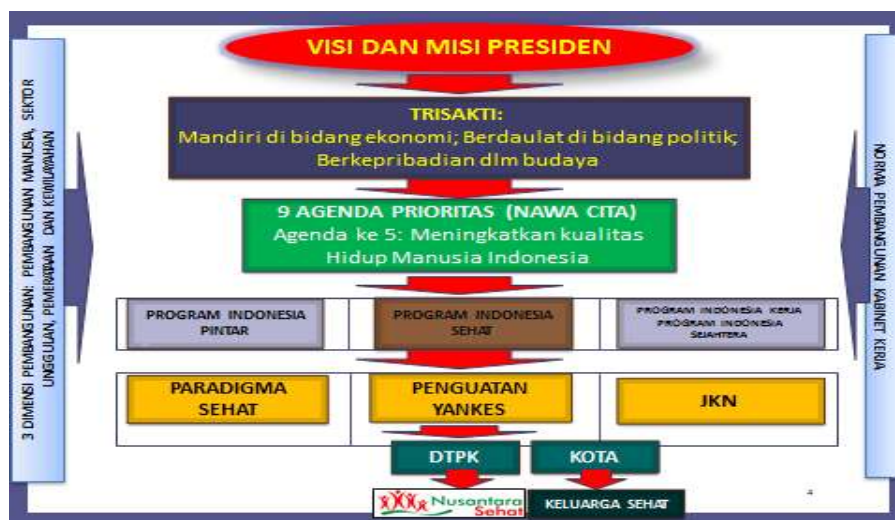 VISI DAN MISI PRESIDEN
TRISAKTI:
Mandiri di bidang ekonomi; Berdaulat di bidang politik;
Berkepribadian dlm budaya
9 AGENDA PRIORITAS (NAWA CITA)
Agenda ke 5: Meningkatkan kualitas
Hidup Manusia Indonesia
PROGRAM INDONESIA
PINTAR
PROGRAM INDONESIA
SEHAT
PROGRAM INDONESIA KERJA
PROGRAM INDONESIA
SEJAHTERA
PARADIGMA
SEHAT
PENGUATAN
YANKES
JKN
DTPK
KOTA
Nusantara
Sehat
KELUARGA SEHAT
4
3 DIMENSI PEMBANGUNAN: PEMBANGUNAN MANUSIA, SEKTOR
UNGGULAN, PEMERATAAN DAN KEWILAYAHAN
NORMA PEMBANGUNAN KABINET KERJA